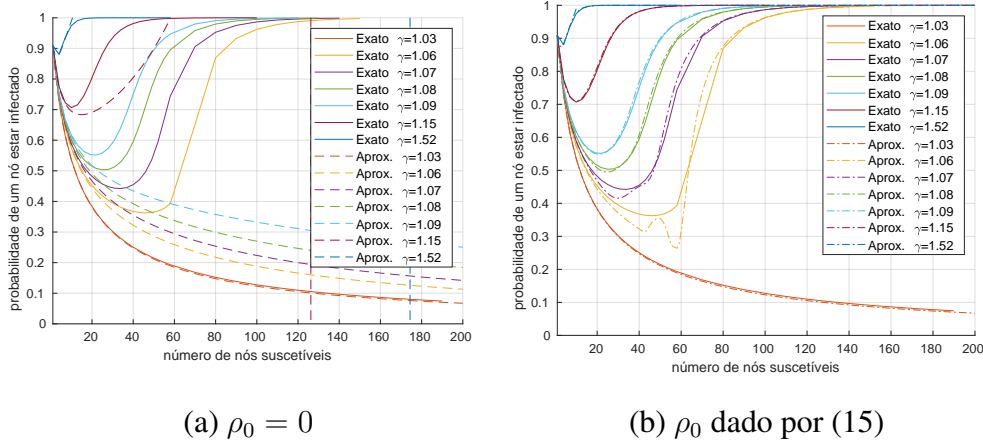 probabilidade de um nó estar infectado
1
0.9
0.8
0.7
0.6
0.5
0.4
0.3
0.2
0.1
0
20 40 60 80 100 120 140 160 180 200
número de nós suscetíveis
Exato γ=1.03
Exato γ=1.06
Exato γ=1.07
Exato γ=1.08
Exato γ=1.09
Exato γ=1.15
Exato γ=1.52
Aprox. γ=1.03
Aprox. γ=1.06
Aprox. γ=1.07
Aprox. γ=1.08
Aprox. γ=1.09
Aprox. γ=1.15
Aprox. γ=1.52
(a) ρ₀ = 0
probabilidade de um nó estar infectado
1
0.9
0.8
0.7
0.6
0.5
0.4
0.3
0.2
0.1
0
20 40 60 80 100 120 140 160 180 200
número de nós suscetíveis
Exato γ=1.03
Exato γ=1.06
Exato γ=1.07
Exato γ=1.08
Exato γ=1.09
Exato γ=1.15
Exato γ=1.52
Aprox. γ=1.03
Aprox. γ=1.06
Aprox. γ=1.07
Aprox. γ=1.08
Aprox. γ=1.09
Aprox. γ=1.15
Aprox. γ=1.52
(b) ρ₀ dado por (15)